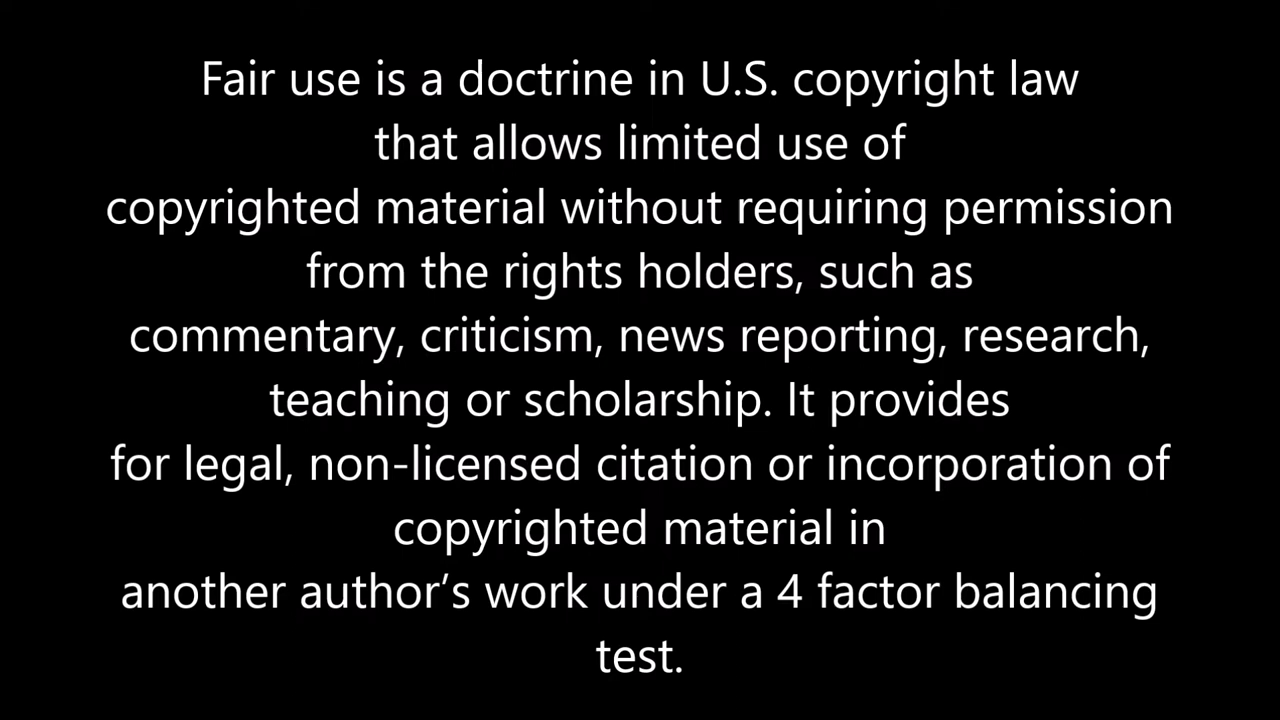 Fair use is a doctrine in U.S. copyright law
that allows limited use of
copyrighted material without requiring permission
from the rights holders, such as
commentary, criticism, news reporting, research,
teaching or scholarship. It provides
for legal, non-licensed citation or incorporation of
copyrighted material in
another author’s work under a 4 factor balancing
test.